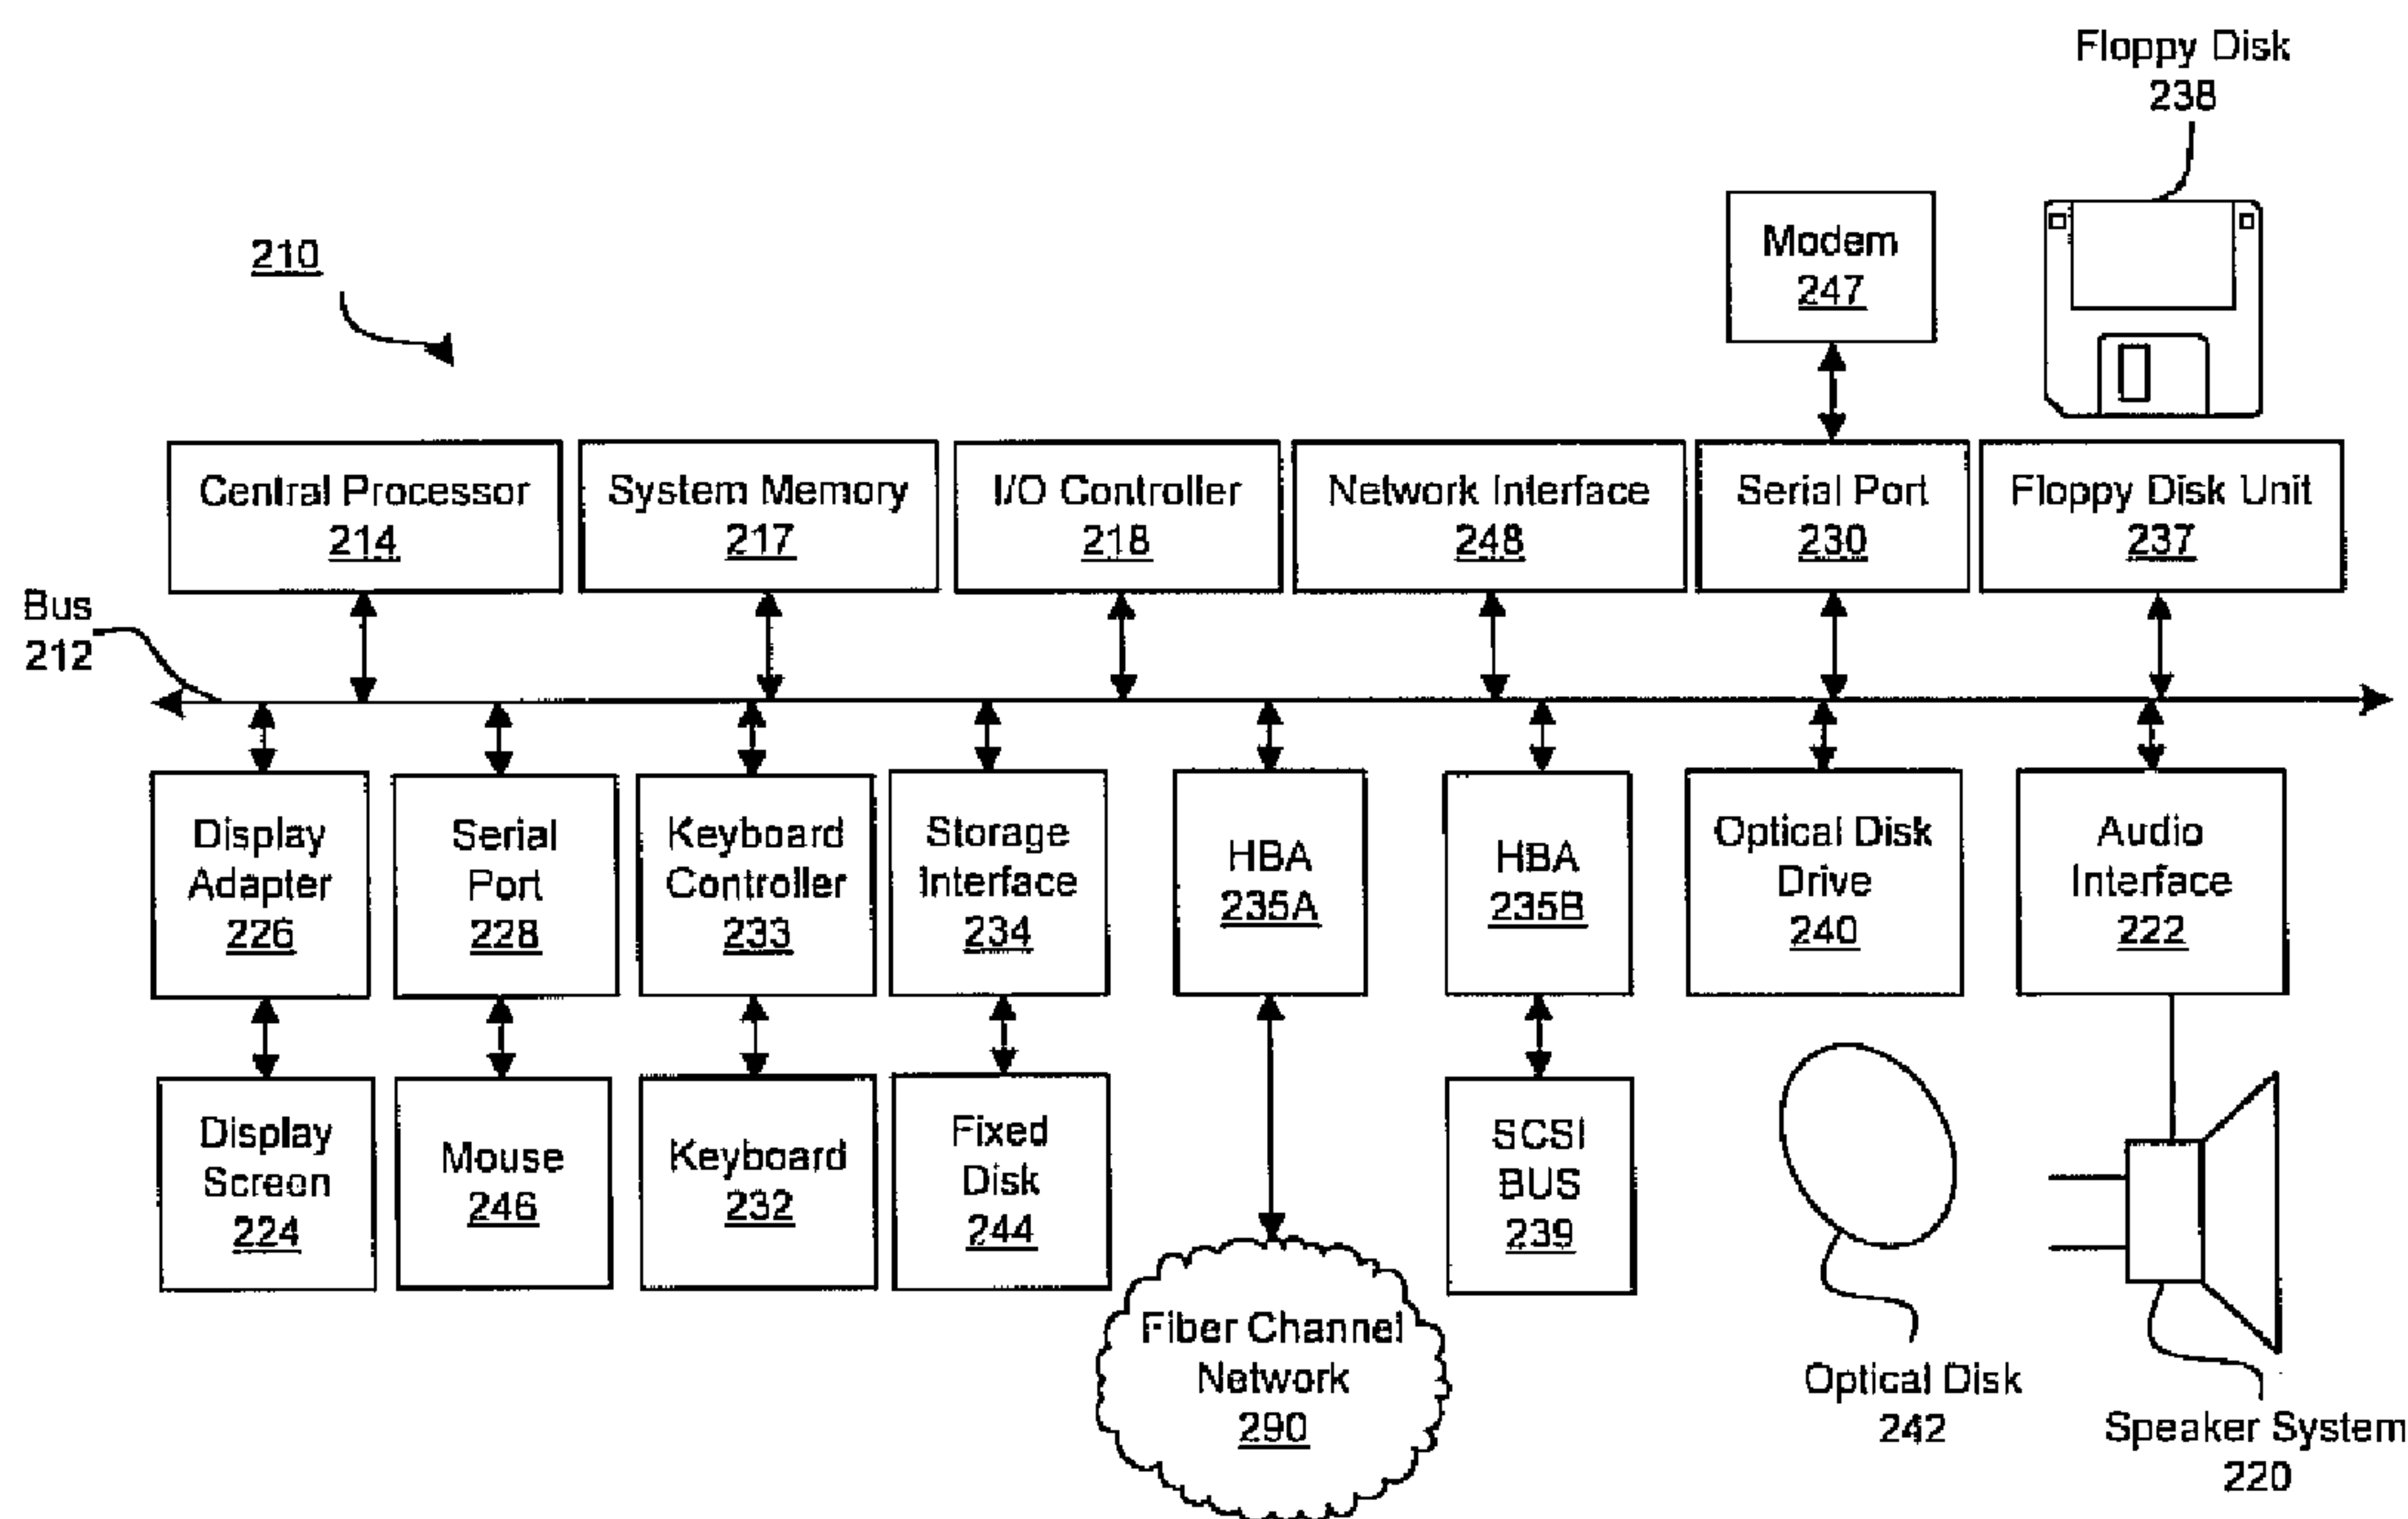 Floppy Disk
238
210
Modem
247
Central Processor
214
System Memory
217
I/O Controller
218
Network Interface
248
Serial Port
230
Floppy Disk Unit
237
Bus
212
Display
Adapter
226
Serial
Port
228
Keyboard
Controller
233
Storage
Interface
234
HBA
235A
HBA
235B
Optical Disk
Drive
240
Audio
Interface
222
Display
Screen
224
Mouse
246
Keyboard
232
Fixed
Disk
244
SCSI
BUS
239
Fiber Channel
Network
290
Optical Disk
242
Speaker System
220